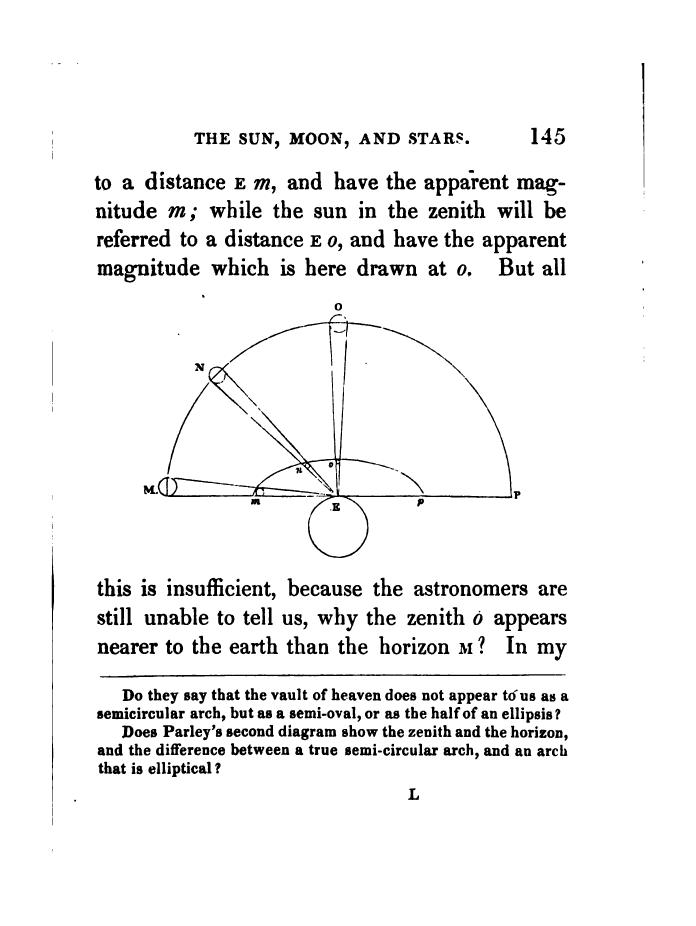 THE SUN, MOON, AND STARS. 145
to a distance E m, and have the apparent mag-
nitude m; while the sun in the zenith will be
referred to a distance E o, and have the apparent
magnitude which is here drawn at o. But all
O
N
n
o
M.
m
E
p
P
this is insufficient, because the astronomers are
still unable to tell us, why the zenith o appears
nearer to the earth than the horizon M? In my
Do they say that the vault of heaven does not appear to us as a
semicircular arch, but as a semi-oval, or as the half of an ellipsis?
Does Parley's second diagram show the zenith and the horizon,
and the difference between a true semi-circular arch, and an arch
that is elliptical?
L